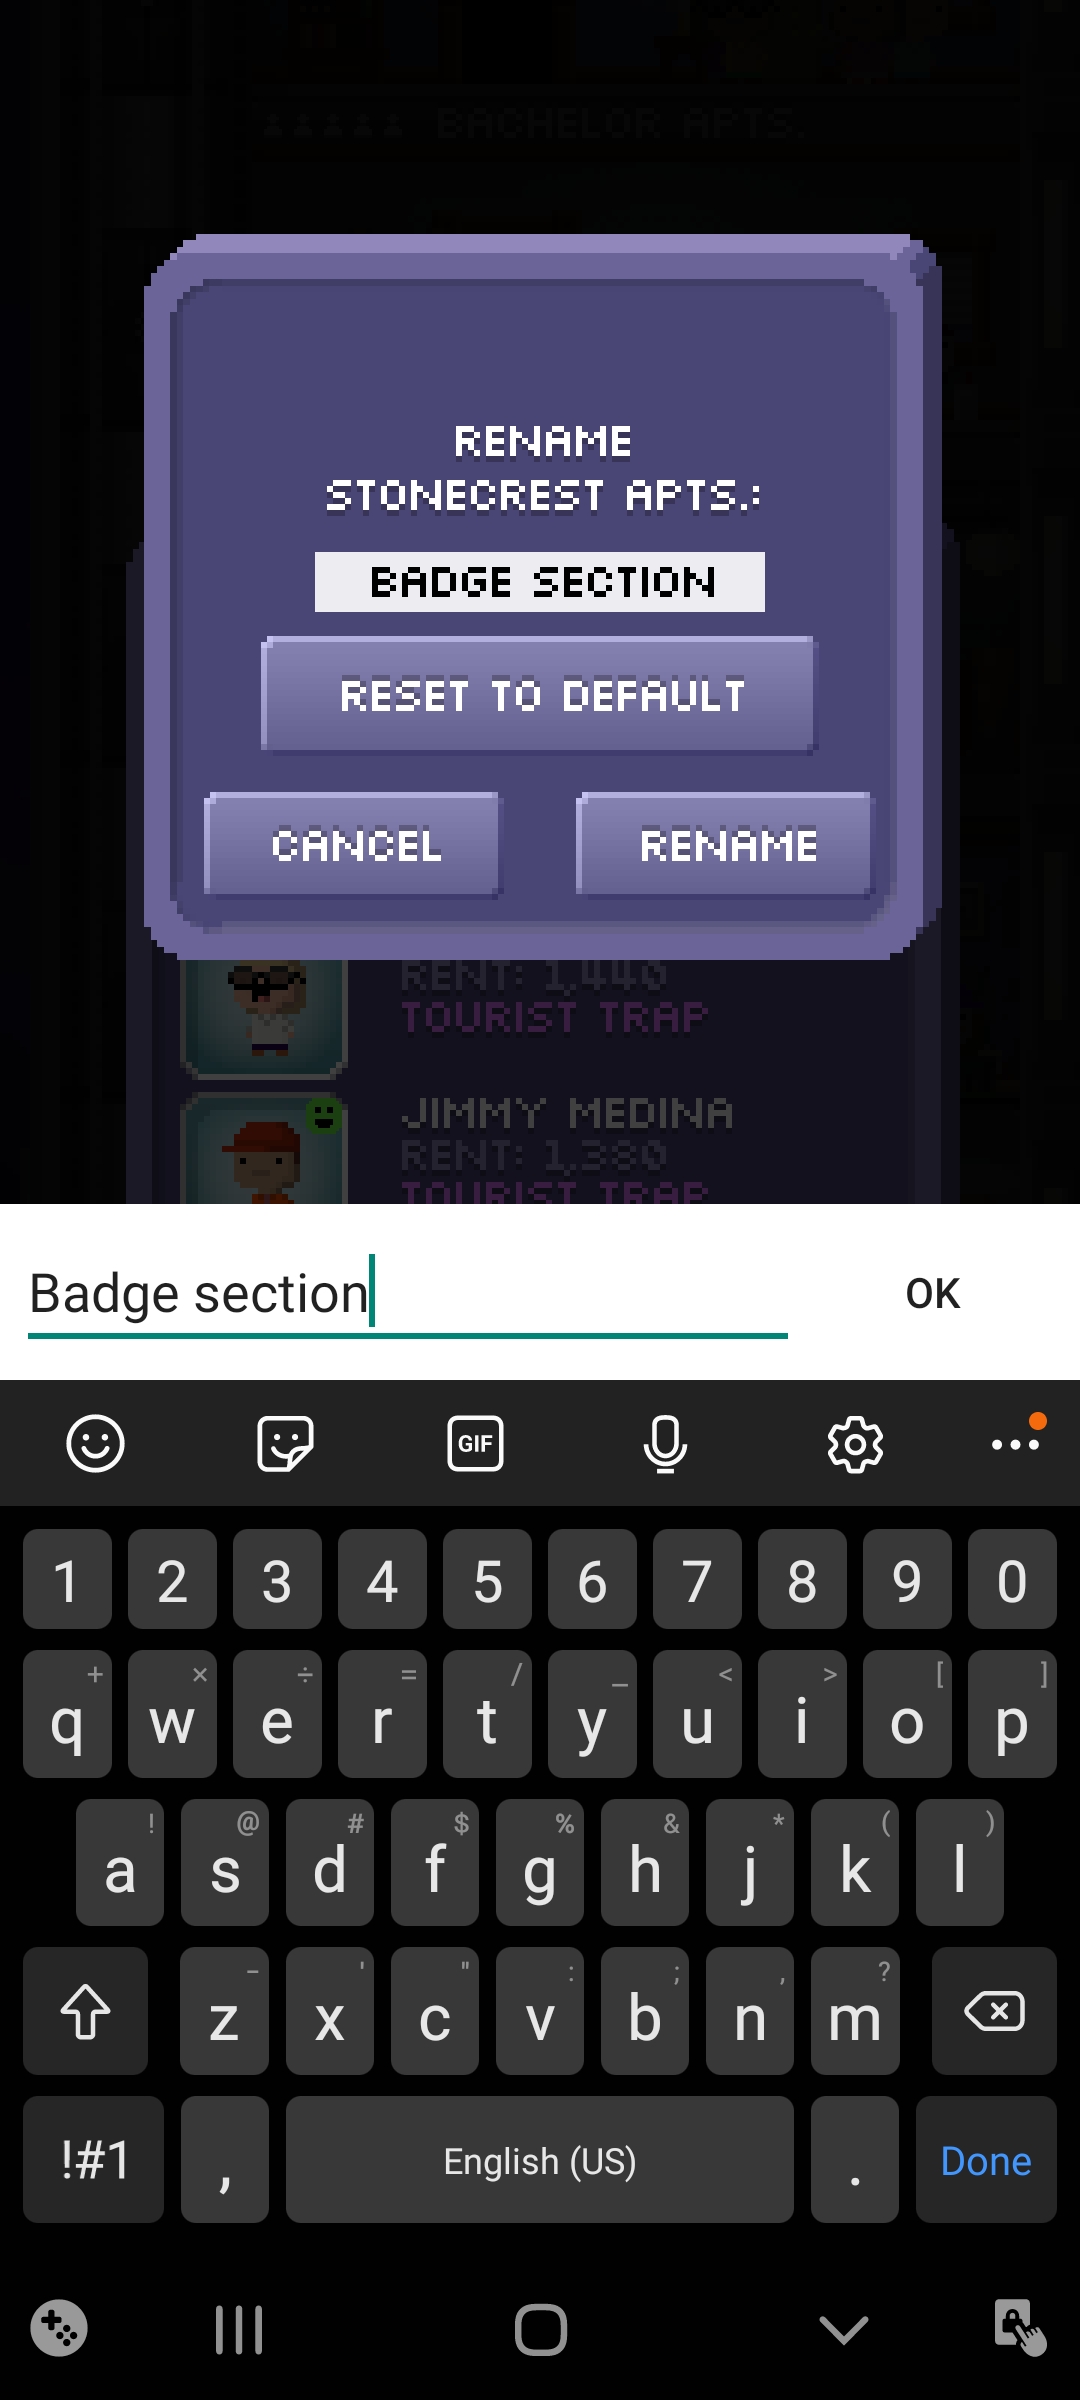 BACHELOR APTS.
RENAME
STONECREST APTS.:
BADGE SECTION
RESET TO DEFAULT
CANCEL
RENAME
RENT: 1,440
TOURIST TRAP
JIMMY MEDINA
RENT: 1,380
TOURIST TRAP
Badge section
OK
GIF
1 2 3 4 5 6 7 8 9 0
+ × ÷ = / _ < > [ ]
q w e r t y u i o p
! @ # $ % & * ( )
a s d f g h j k l
- ' " : ; , ?
z x c v b n m
!#1 , English (US) . Done